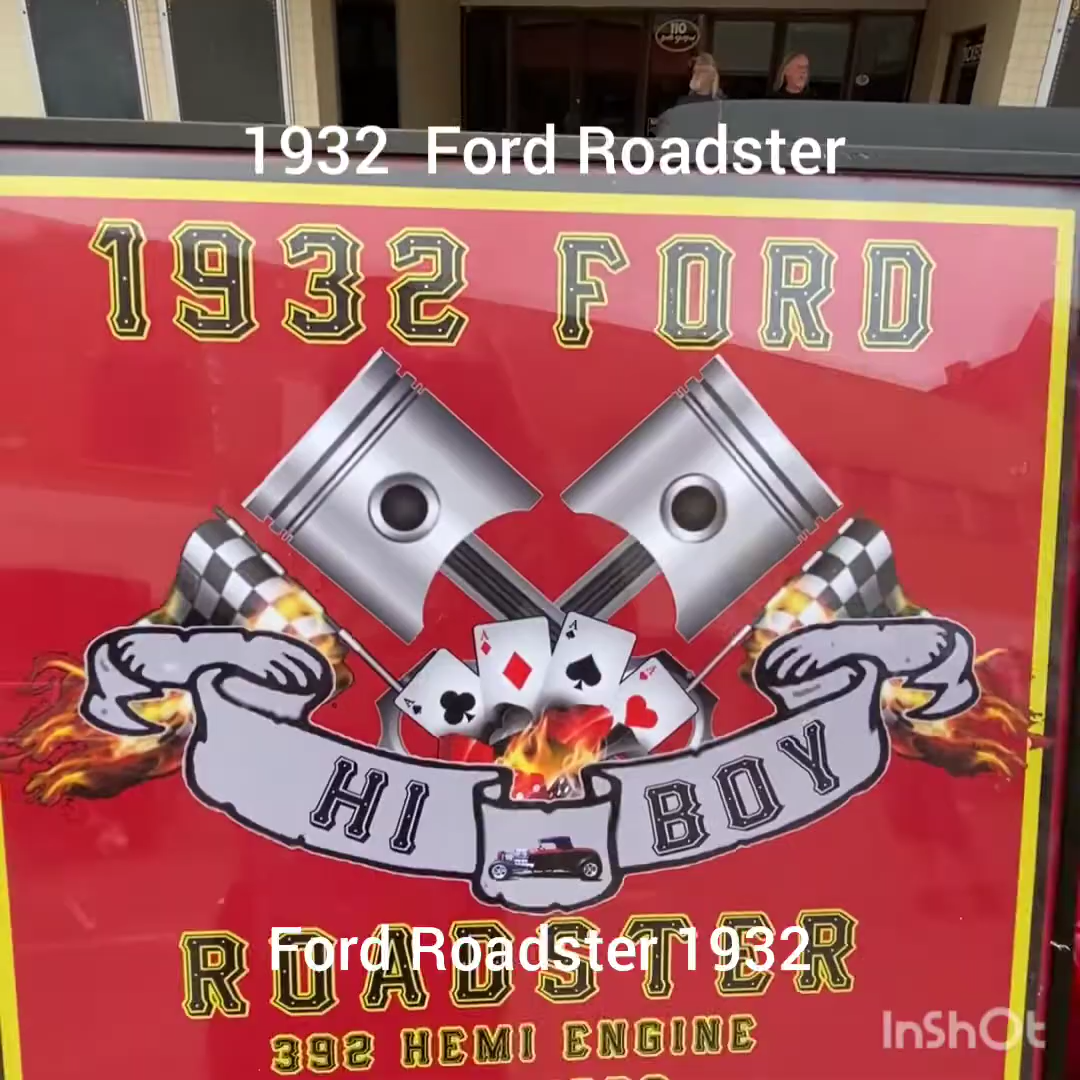 110
1932 Ford Roadster
1932 FORD
A
A
A
A
HI BOY
ROADSTER
Ford Roadster 1932
392 HEMI ENGINE
InShOt